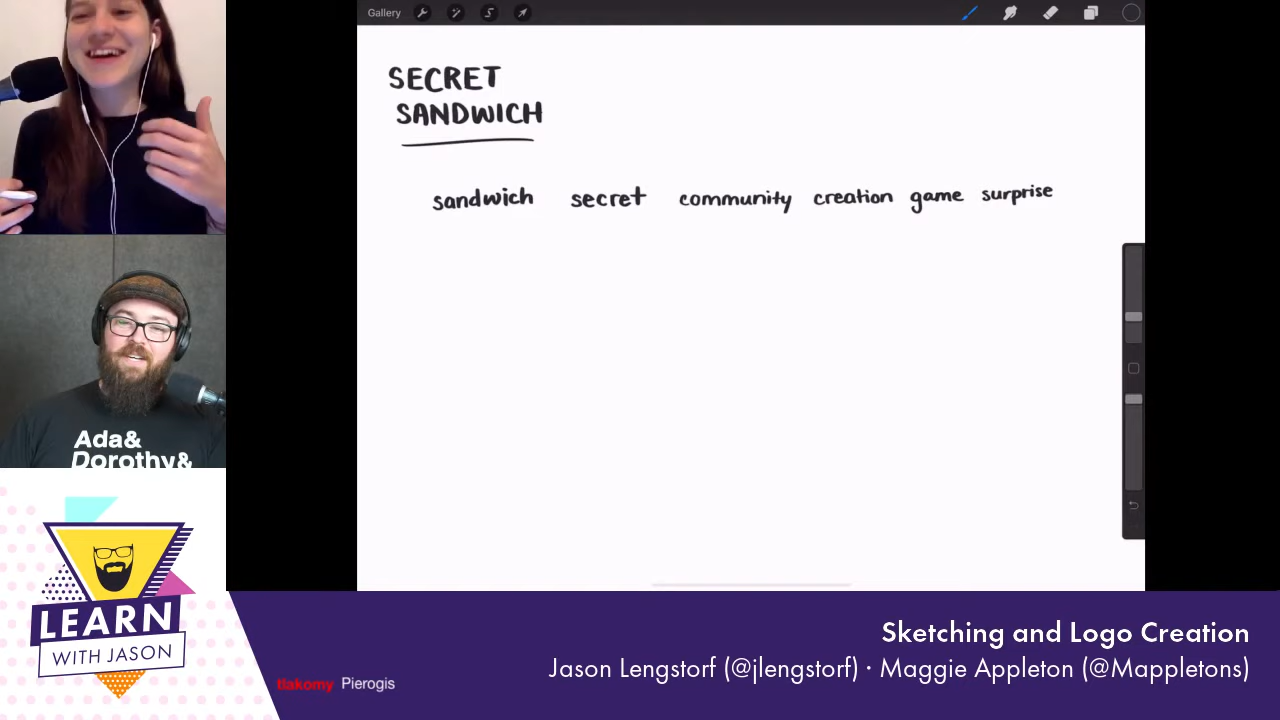 Gallery
SECRET
SANDWICH
sandwich secret community creation game surprise
Ada&
Dorothy&
LEARN
WITH JASON
Sketching and Logo Creation
Jason Lengstorf (@jlengstorf) · Maggie Appleton (@Mappletons)
tlakomy Pierogis